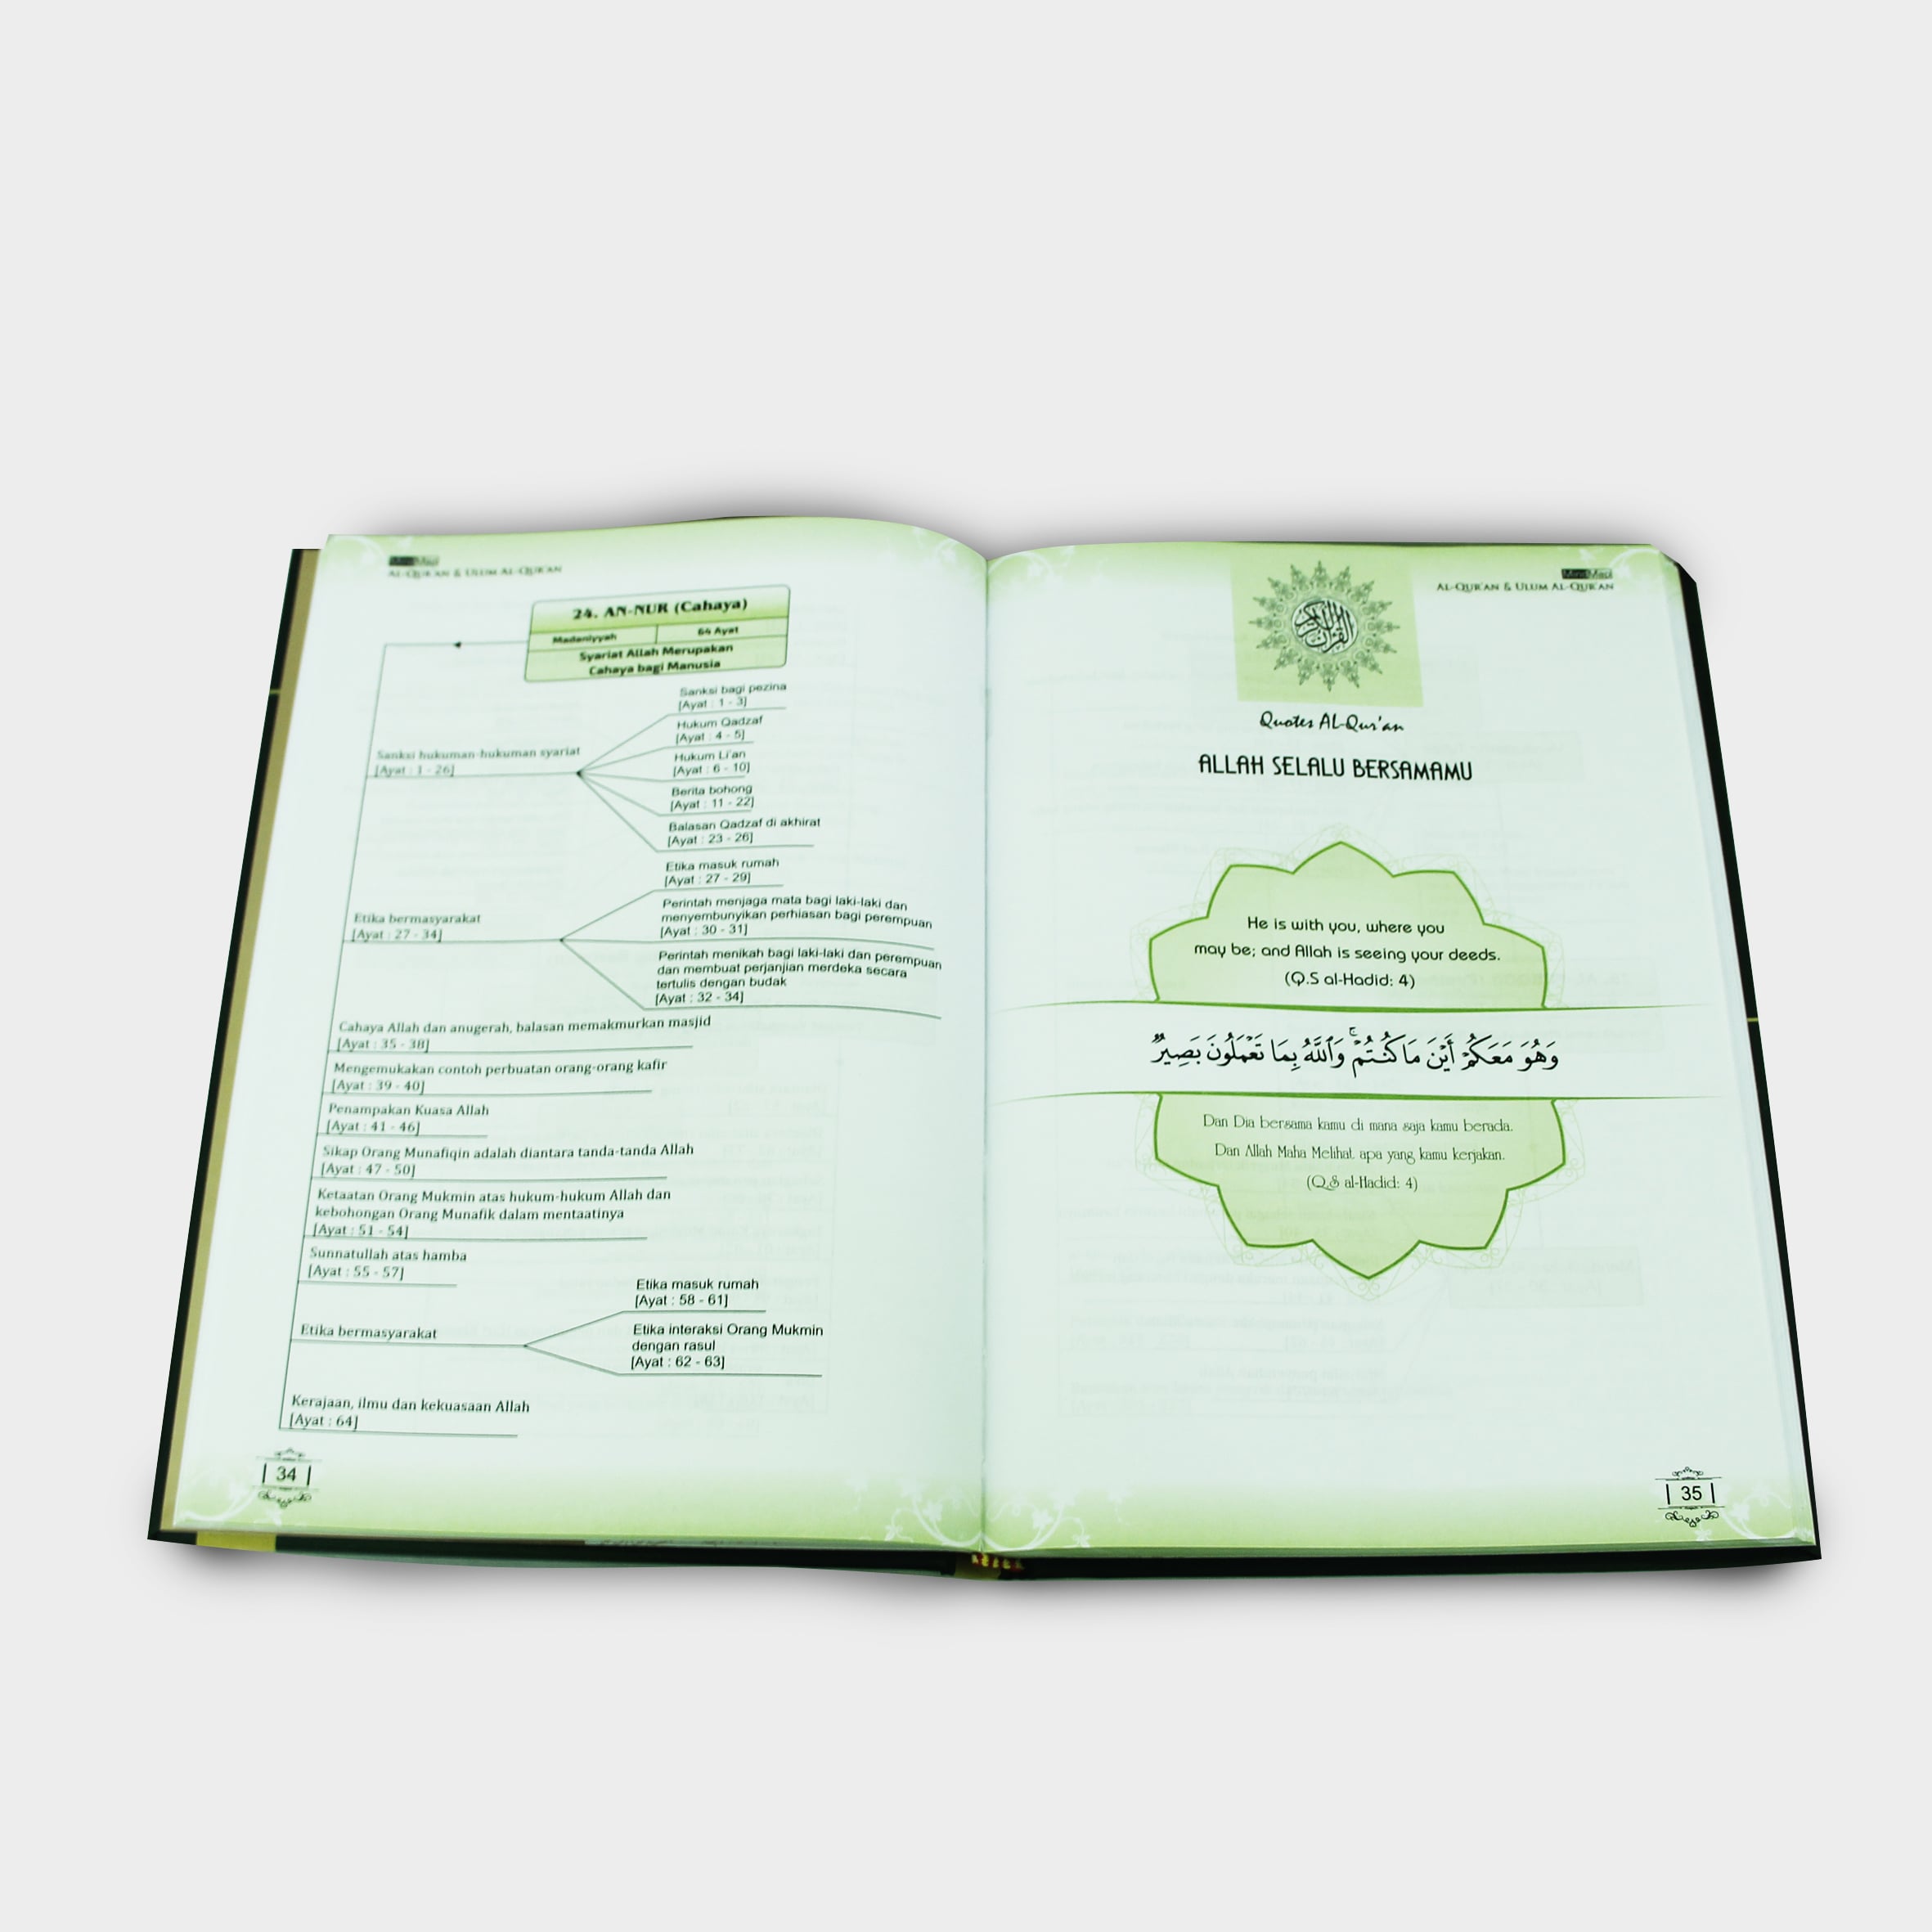 AL-QUR'AN & ULUM AL-QUR'AN
24. AN-NUR (Cahaya)
Madaniyyah
64 Ayat
Syariat Allah Merupakan
Cahaya bagi Manusia
Sanksi hukuman-hukuman syariat
[Ayat : 1 - 26]
Sanksi bagi pezina
[Ayat : 1 - 3]
Hukum Qadzaf
[Ayat : 4 - 5]
Hukum Li'an
[Ayat : 6 - 10]
Berita bohong
[Ayat : 11 - 22]
Balasan Qadzaf di akhirat
[Ayat : 23 - 26]
Etika bermasyarakat
[Ayat : 27 - 34]
Etika masuk rumah
[Ayat : 27 - 29]
Perintah menjaga mata bagi laki-laki dan
menyembunyikan perhiasan bagi perempuan
[Ayat : 30 - 31]
Perintah menikah bagi laki-laki dan perempuan
dan membuat perjanjian merdeka secara
tertulis dengan budak
[Ayat : 32 - 34]
Cahaya Allah dan anugerah, balasan memakmurkan masjid
[Ayat : 35 - 38]
Mengemukakan contoh perbuatan orang-orang kafir
[Ayat : 39 - 40]
Penampakan Kuasa Allah
[Ayat : 41 - 46]
Sikap Orang Munafiqin adalah diantara tanda-tanda Allah
[Ayat : 47 - 50]
Ketaatan Orang Mukmin atas hukum-hukum Allah dan
kebohongan Orang Munafik dalam mentaatinya
[Ayat : 51 - 54]
Sunnatullah atas hamba
[Ayat : 55 - 57]
Etika bermasyarakat
Etika masuk rumah
[Ayat : 58 - 61]
Etika interaksi Orang Mukmin
dengan rasul
[Ayat : 62 - 63]
Kerajaan, ilmu dan kekuasaan Allah
[Ayat : 64]
34
AL-QUR'AN & ULUM AL-QUR'AN
القرآن الكريم
Quotes AL-Qur'an
ALLAH SELALU BERSAMAMU
He is with you, where you
may be; and Allah is seeing your deeds.
(Q.S al-Hadid: 4)
وَهُوَ مَعَكُمْ أَيْنَ مَا كُنْتُمْ ۚ وَاللَّهُ بِمَا تَعْمَلُونَ بَصِيرٌ
Dan Dia bersama kamu di mana saja kamu berada.
Dan Allah Maha Melihat apa yang kamu kerjakan.
(Q.S al-Hadid: 4)
35